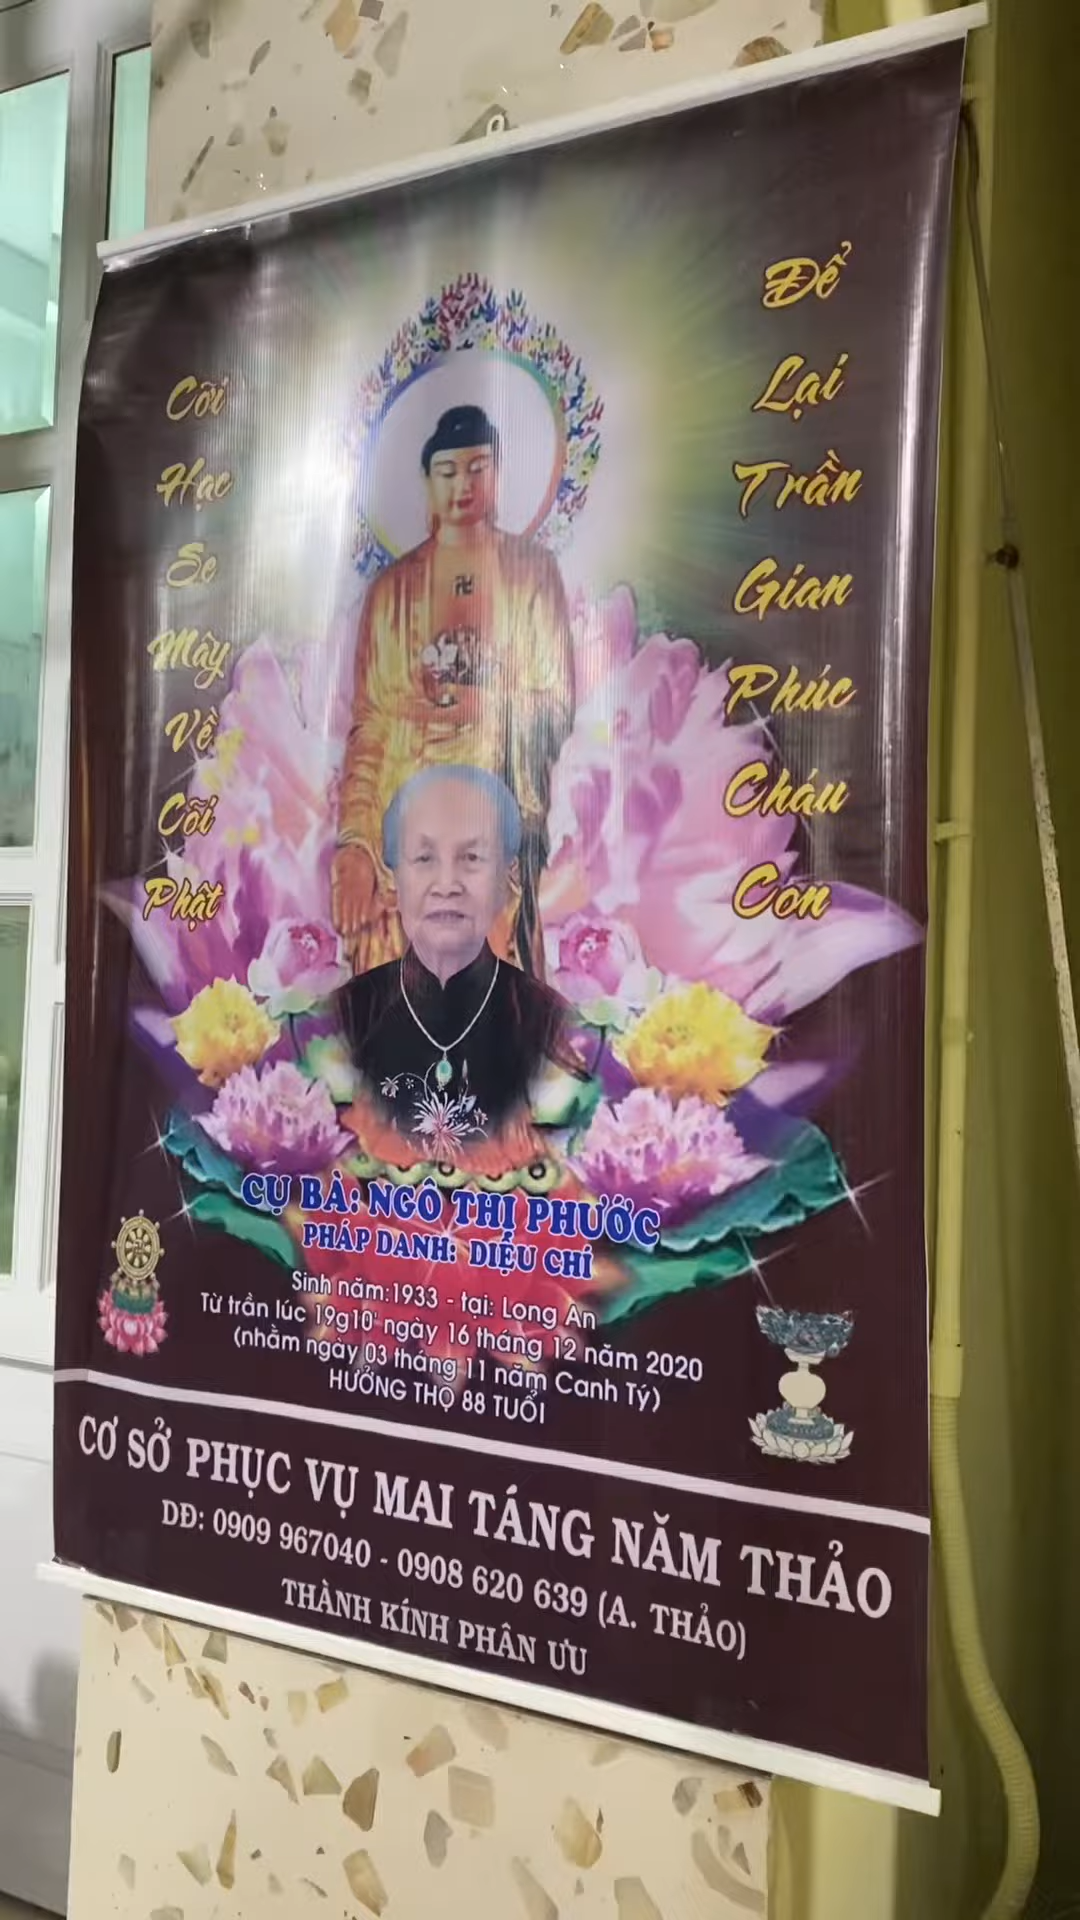 Cõi
Hạc
Se
Mây
Về
Cõi
Phật
Để
Lại
Trần
Gian
Phúc
Cháu
Con
CỤ BÀ: NGÔ THỊ PHƯỚC
PHÁP DANH: DIỆU CHÍ
Sinh năm:1933 - tại: Long An
Từ trần lúc 19g10' ngày 16 tháng 12 năm 2020
(nhằm ngày 03 tháng 11 năm Canh Tý)
HƯỞNG THỌ 88 TUỔI
CƠ SỞ PHỤC VỤ MAI TÁNG NĂM THẢO
DĐ: 0909 967040 - 0908 620 639 (A. THẢO)
THÀNH KÍNH PHÂN ƯU